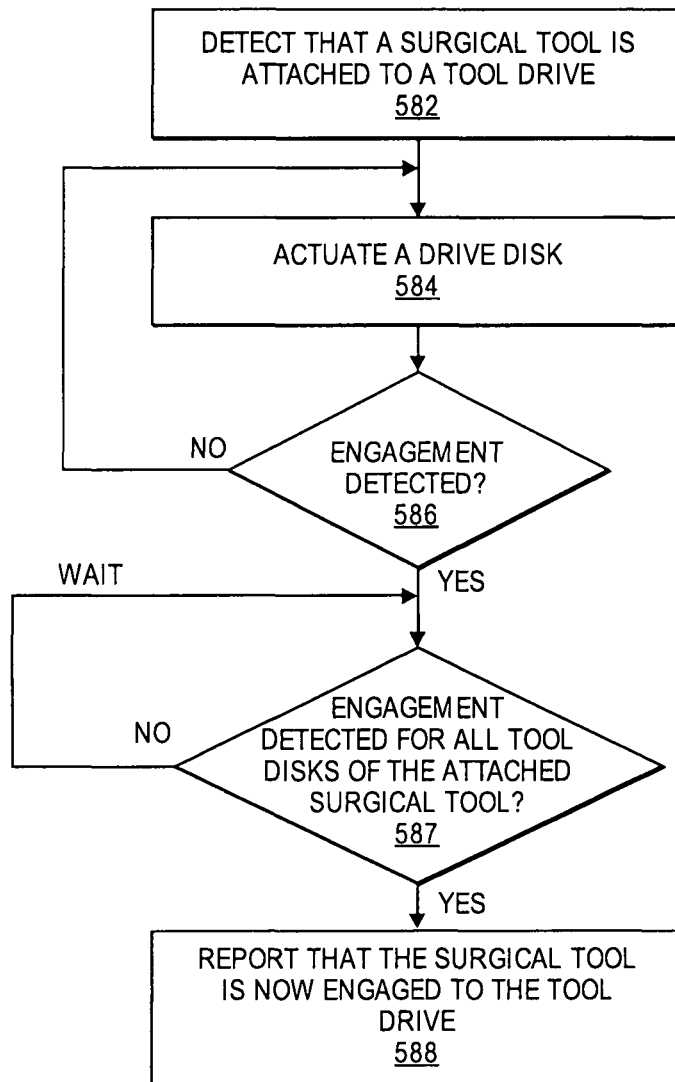 DETECT THAT A SURGICAL TOOL IS
ATTACHED TO A TOOL DRIVE
582
ACTUATE A DRIVE DISK
584
NO
ENGAGEMENT
DETECTED?
586
WAIT
YES
NO
ENGAGEMENT
DETECTED FOR ALL TOOL
DISKS OF THE ATTACHED
SURGICAL TOOL?
587
YES
REPORT THAT THE SURGICAL TOOL
IS NOW ENGAGED TO THE TOOL
DRIVE
588